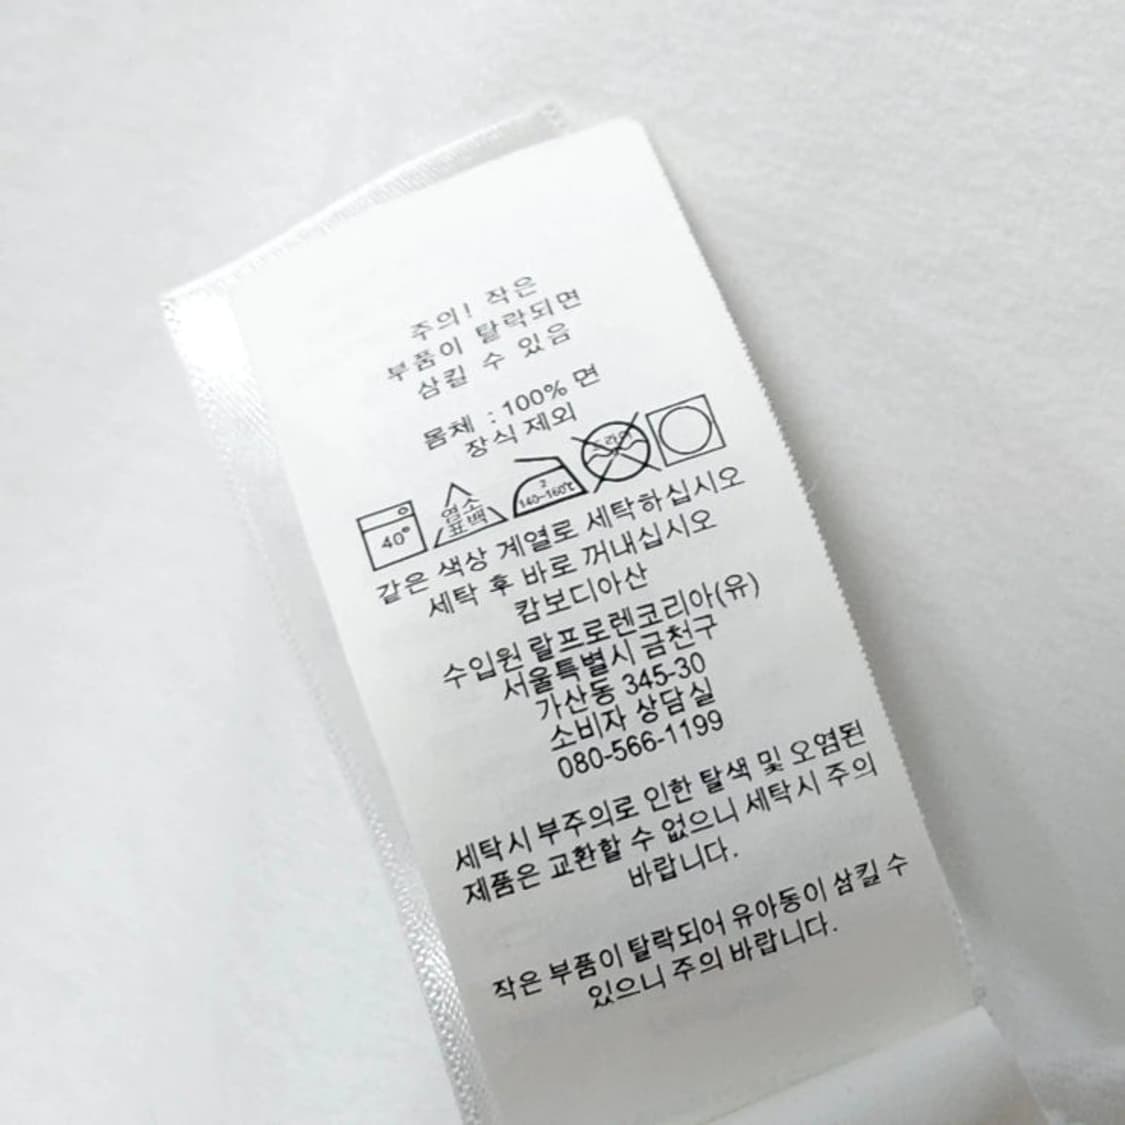 주의! 작은
부품이 탈락되면
삼킬 수 있음
몸체 : 100% 면
장식 제외
40°
염소
표백
2
140~160℃
드라이
같은 색상 계열로 세탁하십시오
세탁 후 바로 꺼내십시오
캄보디아산
수입원 랄프로렌코리아(유)
서울특별시 금천구
가산동 345-30
소비자 상담실
080-566-1199
세탁시 부주의로 인한 탈색 및 오염된
제품은 교환할 수 없으니 세탁시 주의
바랍니다.
작은 부품이 탈락되어 유아동이 삼킬 수
있으니 주의 바랍니다.